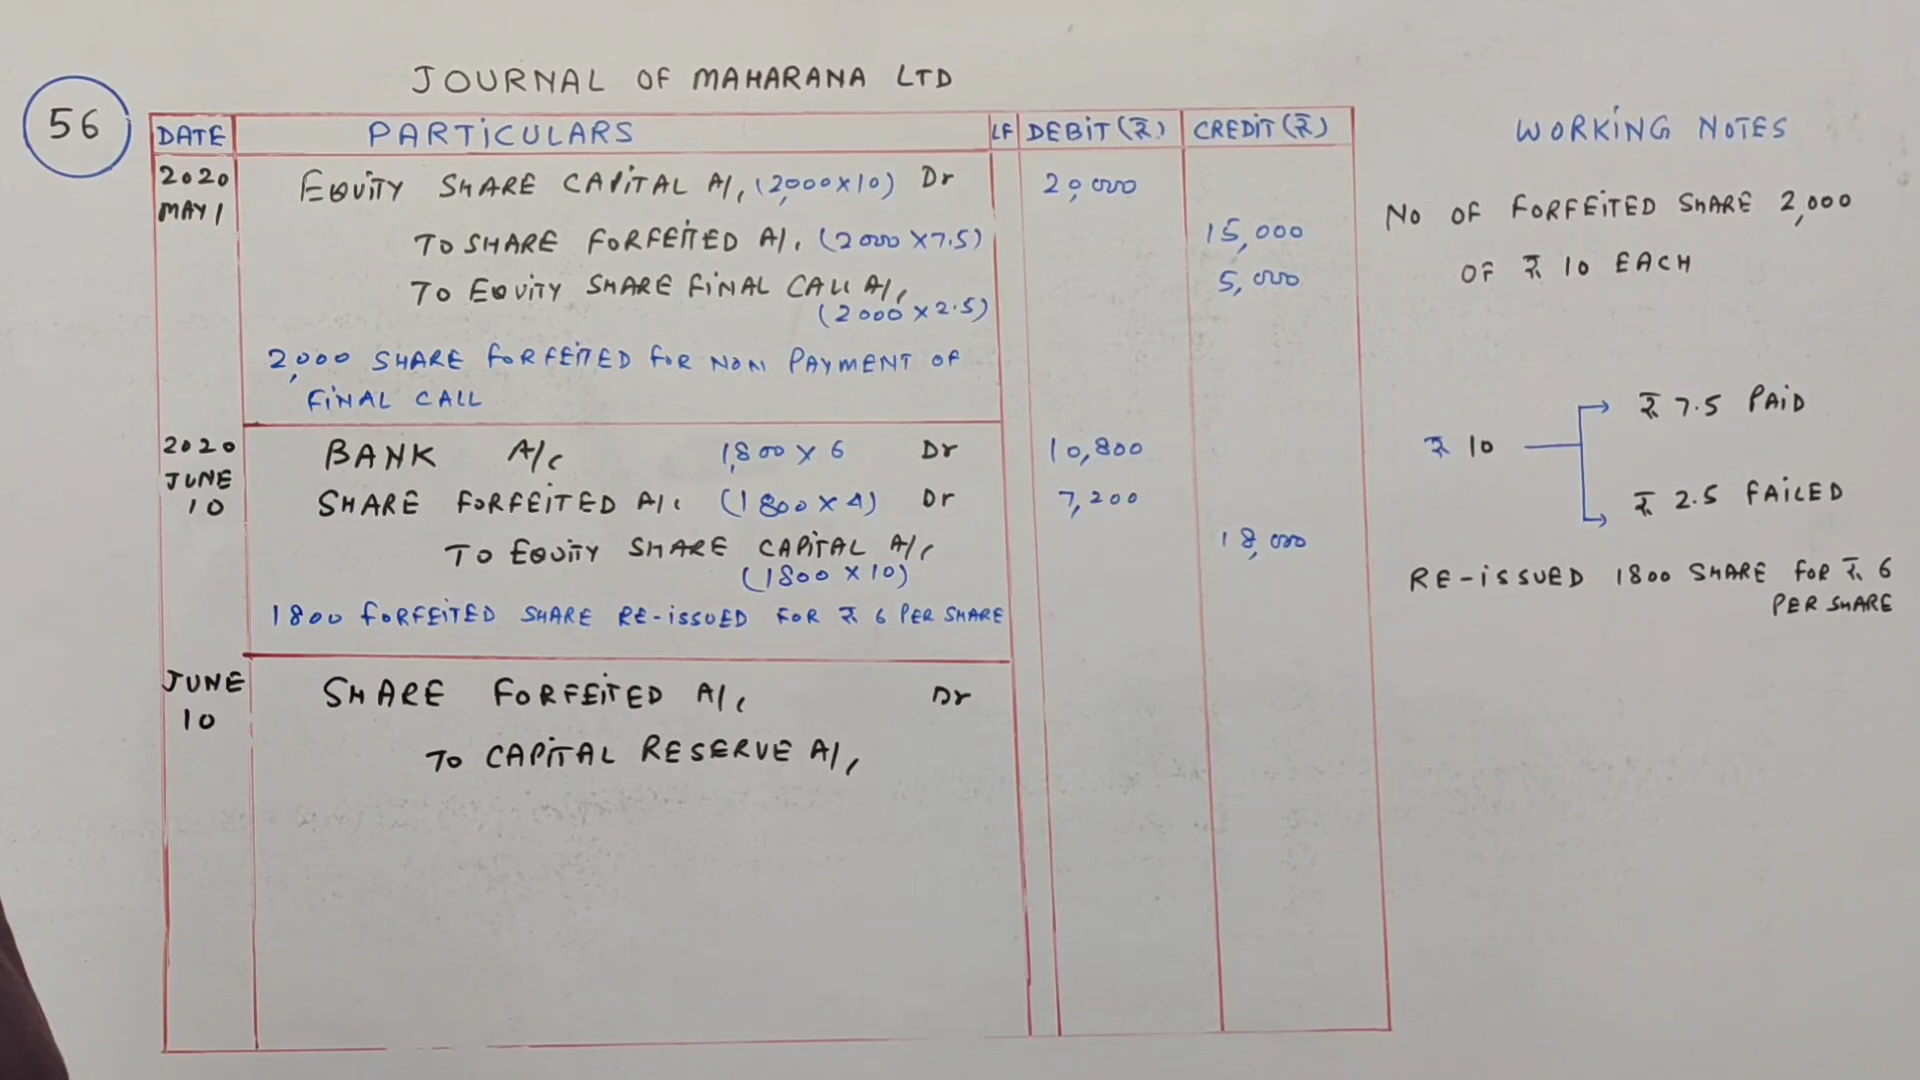 JOURNAL OF MAHARANA LTD
56
DATE PARTICULARS LF DEBIT (₹) CREDIT (₹)
2020
MAY 1
EQUITY SHARE CAPITAL A/c (2,000×10) Dr 20,000
TO SHARE FORFEITED A/c (2000×7.5) 15,000
TO EQUITY SHARE FINAL CALL A/c 5,000
(2000×2.5)
2,000 SHARE FORFEITED FOR NON PAYMENT OF
FINAL CALL
2020
JUNE
10
BANK A/c 1,800×6 Dr 10,800
SHARE FORFEITED A/c (1800×4) Dr 7,200
TO EQUITY SHARE CAPITAL A/c 18,000
(1800×10)
1800 FORFEITED SHARE RE-ISSUED FOR ₹ 6 PER SHARE
JUNE
10
SHARE FORFEITED A/c Dr
TO CAPITAL RESERVE A/c
WORKING NOTES
NO OF FORFEITED SHARE 2,000
OF ₹ 10 EACH
₹ 7.5 PAID
₹ 10
₹ 2.5 FAILED
RE-ISSUED 1800 SHARE FOR ₹ 6
PER SHARE